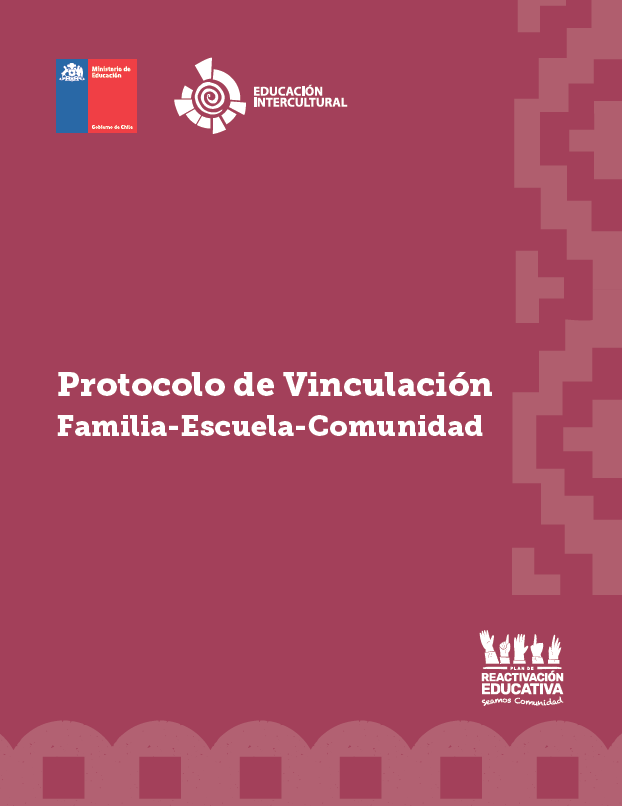 Ministerio de
Educación
Gobierno de Chile
EDUCACIÓN
INTERCULTURAL
Protocolo de Vinculación
Familia-Escuela-Comunidad
PLAN DE
REACTIVACIÓN
EDUCATIVA
Seamos Comunidad